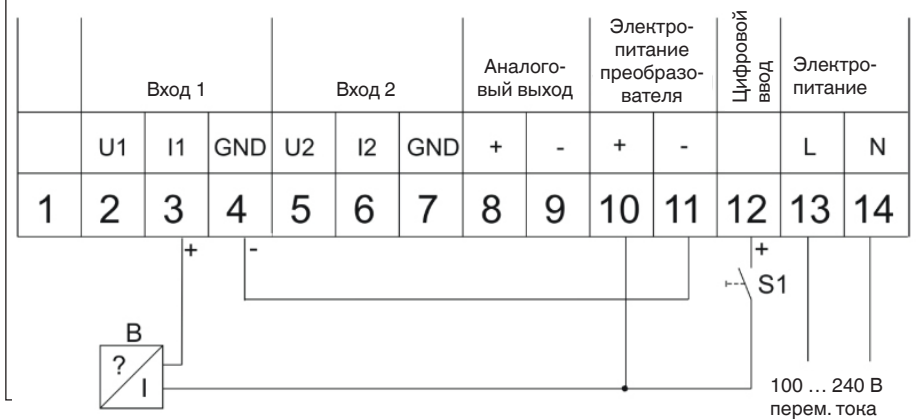 Вход 1
Вход 2
Аналого-
вый выход
Электро-
питание
преобразо-
вателя
Цифровой
ввод
Электро-
питание
U1 I1 GND U2 I2 GND + - + - L N
1 2 3 4 5 6 7 8 9 10 11 12 13 14
+ - +
S1
B
?
I
100 ... 240 В
перем. тока